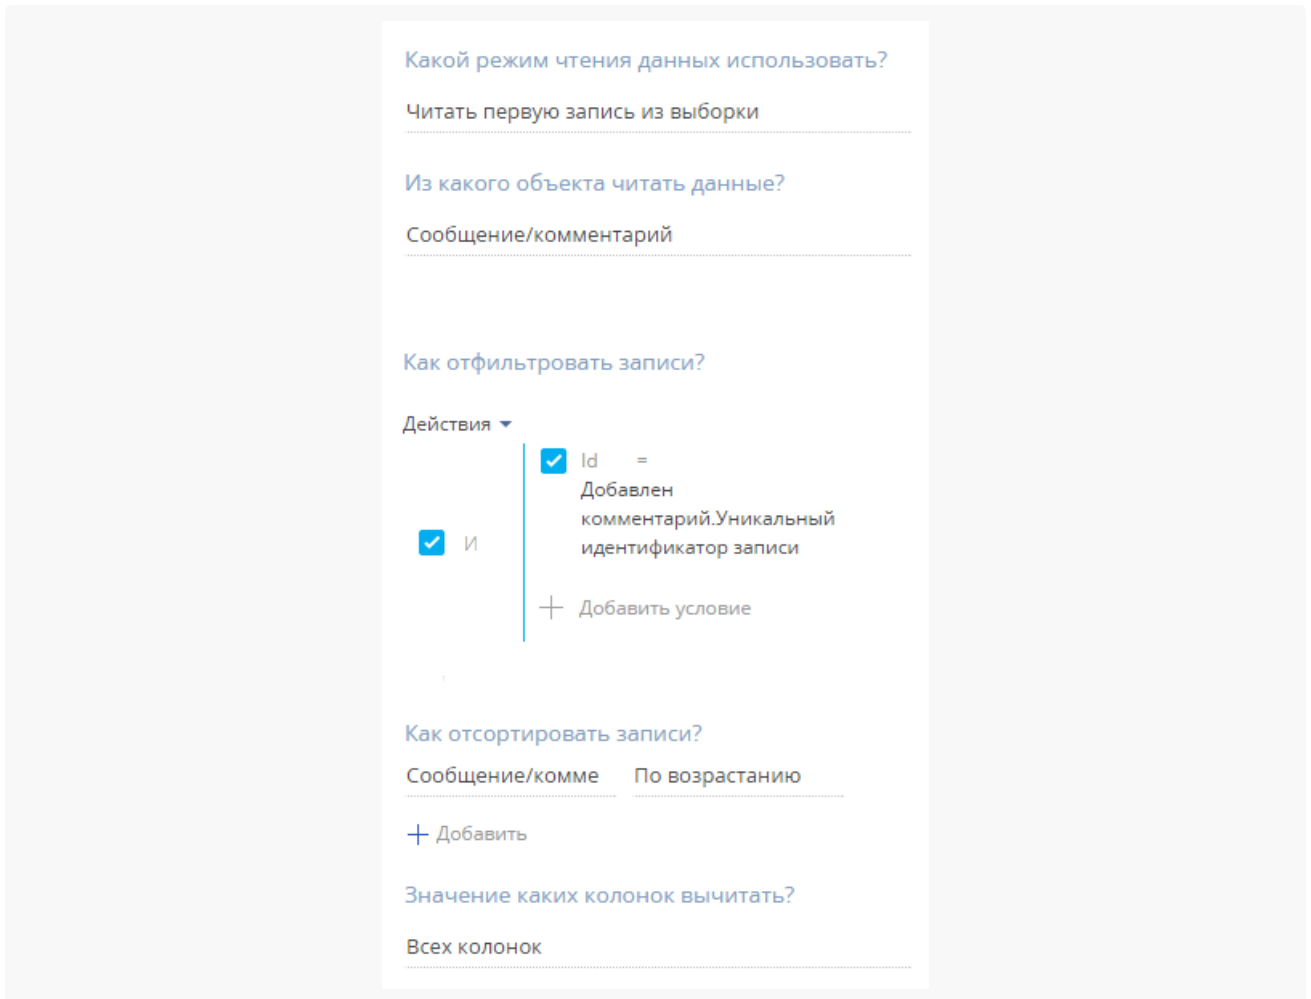 Какой режим чтения данных использовать?
Читать первую запись из выборки
Из какого объекта читать данные?
Сообщение/комментарий
Как отфильтровать записи?
Действия
Id =
Добавлен
комментарий.Уникальный
идентификатор записи
И
Добавить условие
Как отсортировать записи?
Сообщение/комме По возрастанию
Добавить
Значение каких колонок вычитать?
Всех колонок